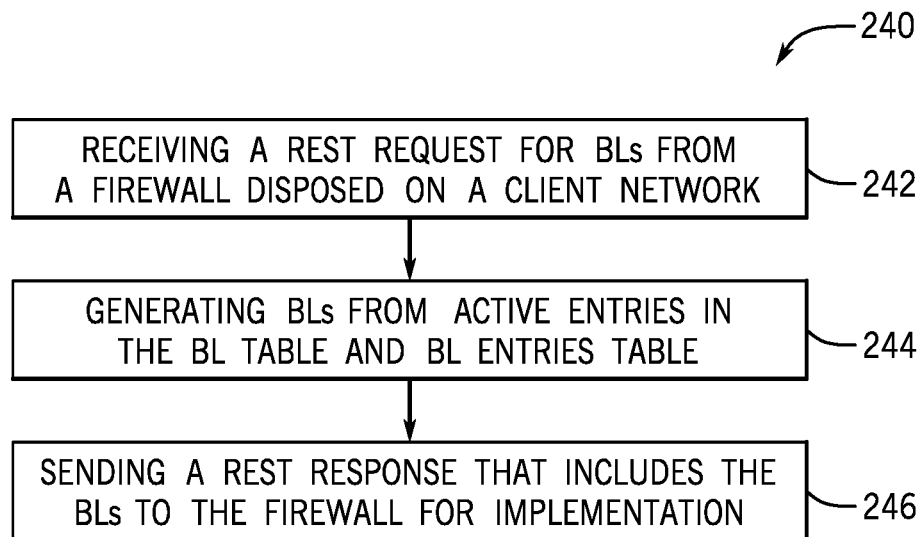 240
RECEIVING A REST REQUEST FOR BLs FROM
A FIREWALL DISPOSED ON A CLIENT NETWORK
242
GENERATING BLs FROM ACTIVE ENTRIES IN
THE BL TABLE AND BL ENTRIES TABLE
244
SENDING A REST RESPONSE THAT INCLUDES THE
BLs TO THE FIREWALL FOR IMPLEMENTATION
246